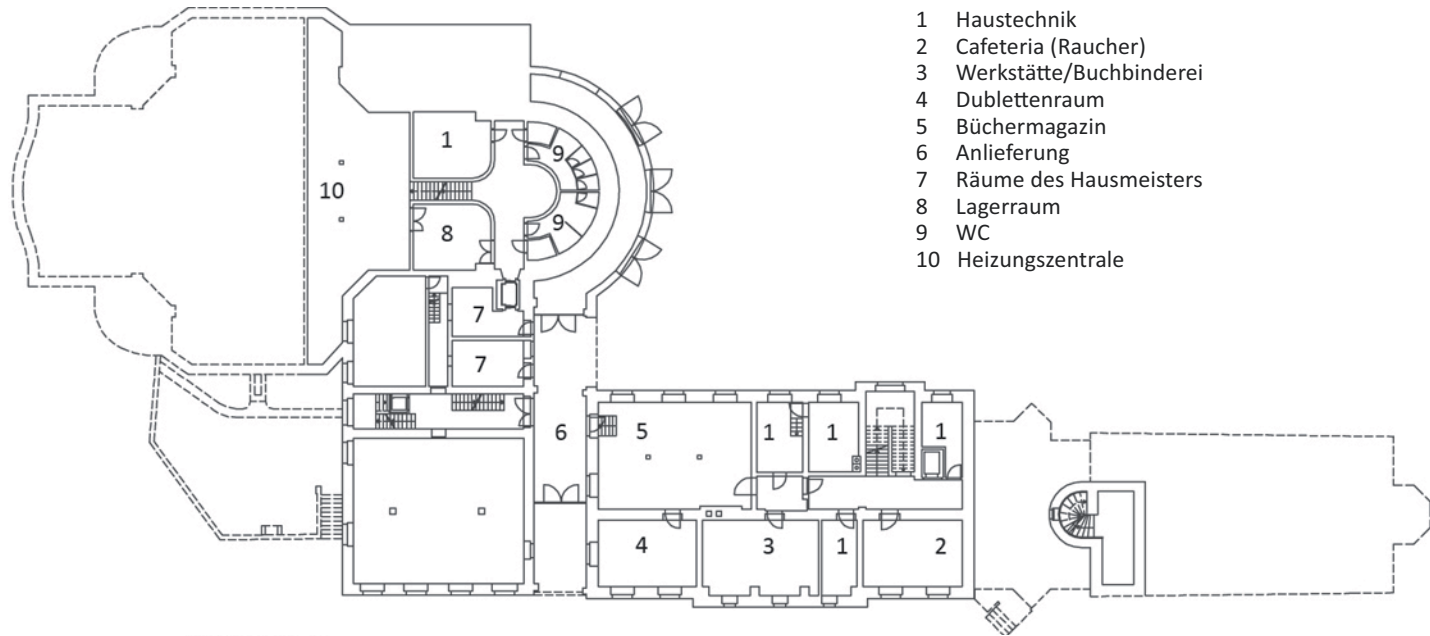 1 Haustechnik
2 Cafeteria (Raucher)
3 Werkstätte/Buchbinderei
4 Dublettenraum
5 Büchermagazin
6 Anlieferung
7 Räume des Hausmeisters
8 Lagerraum
9 WC
10 Heizungszentrale
1
9
10
8
9
7
7
6
5
1
1
1
4
3
1
2